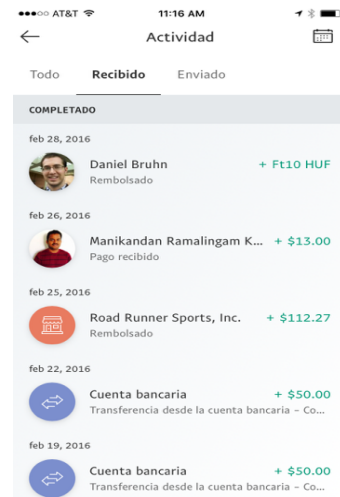 AT&T 11:16 AM
Actividad
Todo Recibido Enviado
COMPLETADO
feb 28, 2016
Daniel Bruhn + Ft10 HUF
Rembolsado
feb 26, 2016
Manikandan Ramalingam K... + $13.00
Pago recibido
feb 25, 2016
Road Runner Sports, Inc. + $112.27
Rembolsado
feb 22, 2016
Cuenta bancaria + $50.00
Transferencia desde la cuenta bancaria - Co...
feb 19, 2016
Cuenta bancaria + $50.00
Transferencia desde la cuenta bancaria - Co...